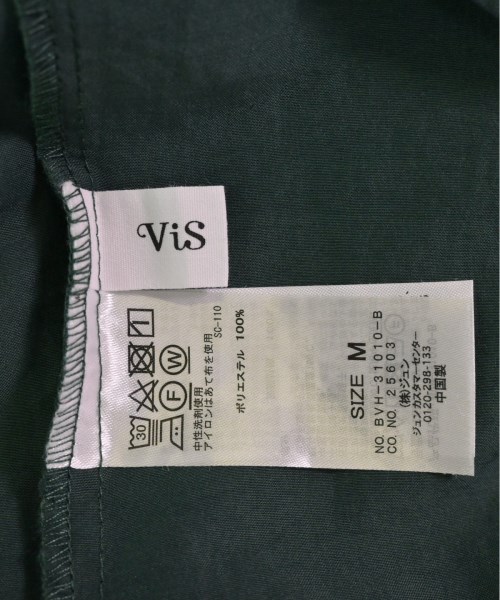 ViS
30
F W
中性洗剤使用
アイロンはあて布を使用
SC-110
ポリエステル 100%
SIZE M
NO. BVH-31010-B
CO. NO. 25603
(株)ジュン
ジュン カスタマーセンター
0120-298-133
中国製